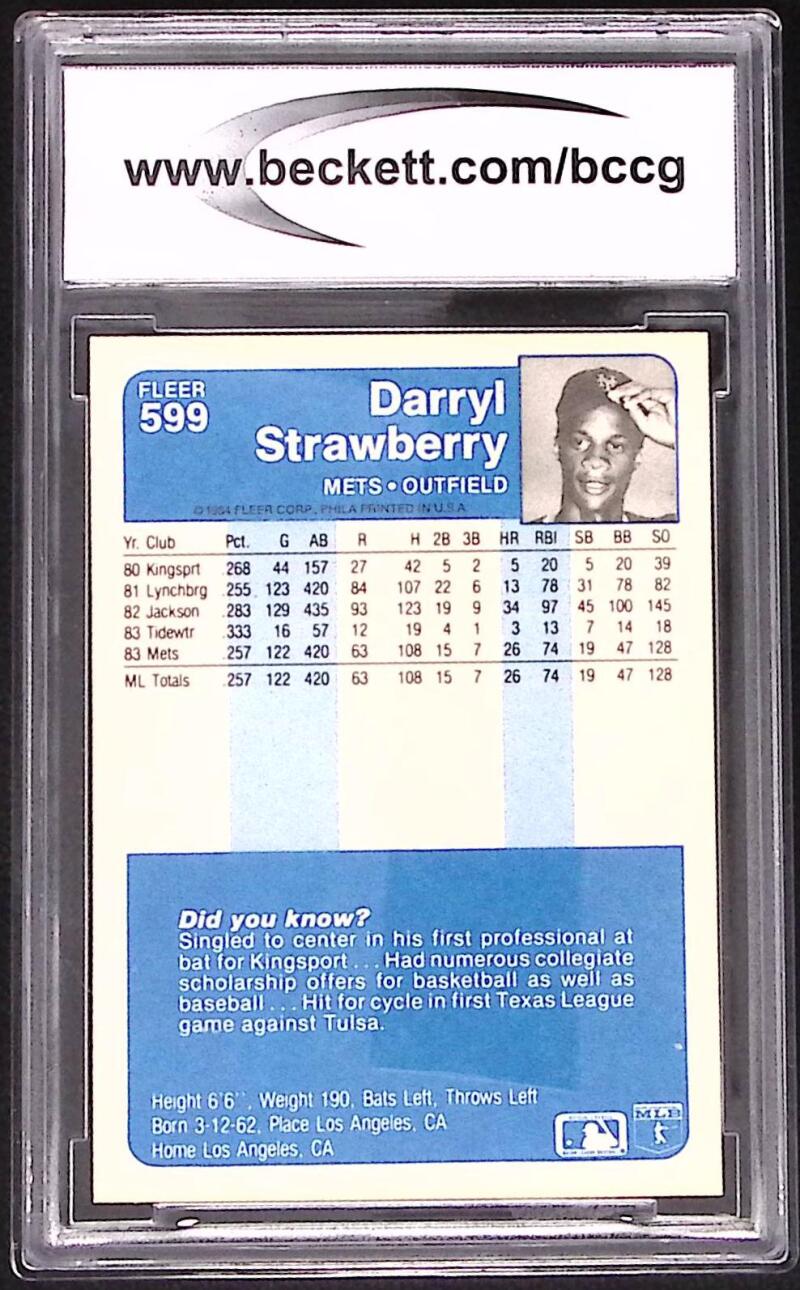 www.beckett.com/bccg
FLEER
599
Darryl
Strawberry
METS • OUTFIELD
© 1984 FLEER CORP., PHILA PRINTED IN U.S.A.
Yr. Club Pct. G AB R H 2B 3B HR RBI SB BB SO
80 Kingsprt .268 44 157 27 42 5 2 5 20 5 20 39
81 Lynchbrg .255 123 420 84 107 22 6 13 78 31 78 82
82 Jackson .283 129 435 93 123 19 9 34 97 45 100 145
83 Tidewtr .333 16 57 12 19 4 1 3 13 7 14 18
83 Mets .257 122 420 63 108 15 7 26 74 19 47 128
ML Totals .257 122 420 63 108 15 7 26 74 19 47 128
Did you know?
Singled to center in his first professional at
bat for Kingsport . . . Had numerous collegiate
scholarship offers for basketball as well as
baseball . . . Hit for cycle in first Texas League
game against Tulsa.
Height 6'6'', Weight 190, Bats Left, Throws Left
Born 3-12-62, Place Los Angeles, CA
Home Los Angeles, CA